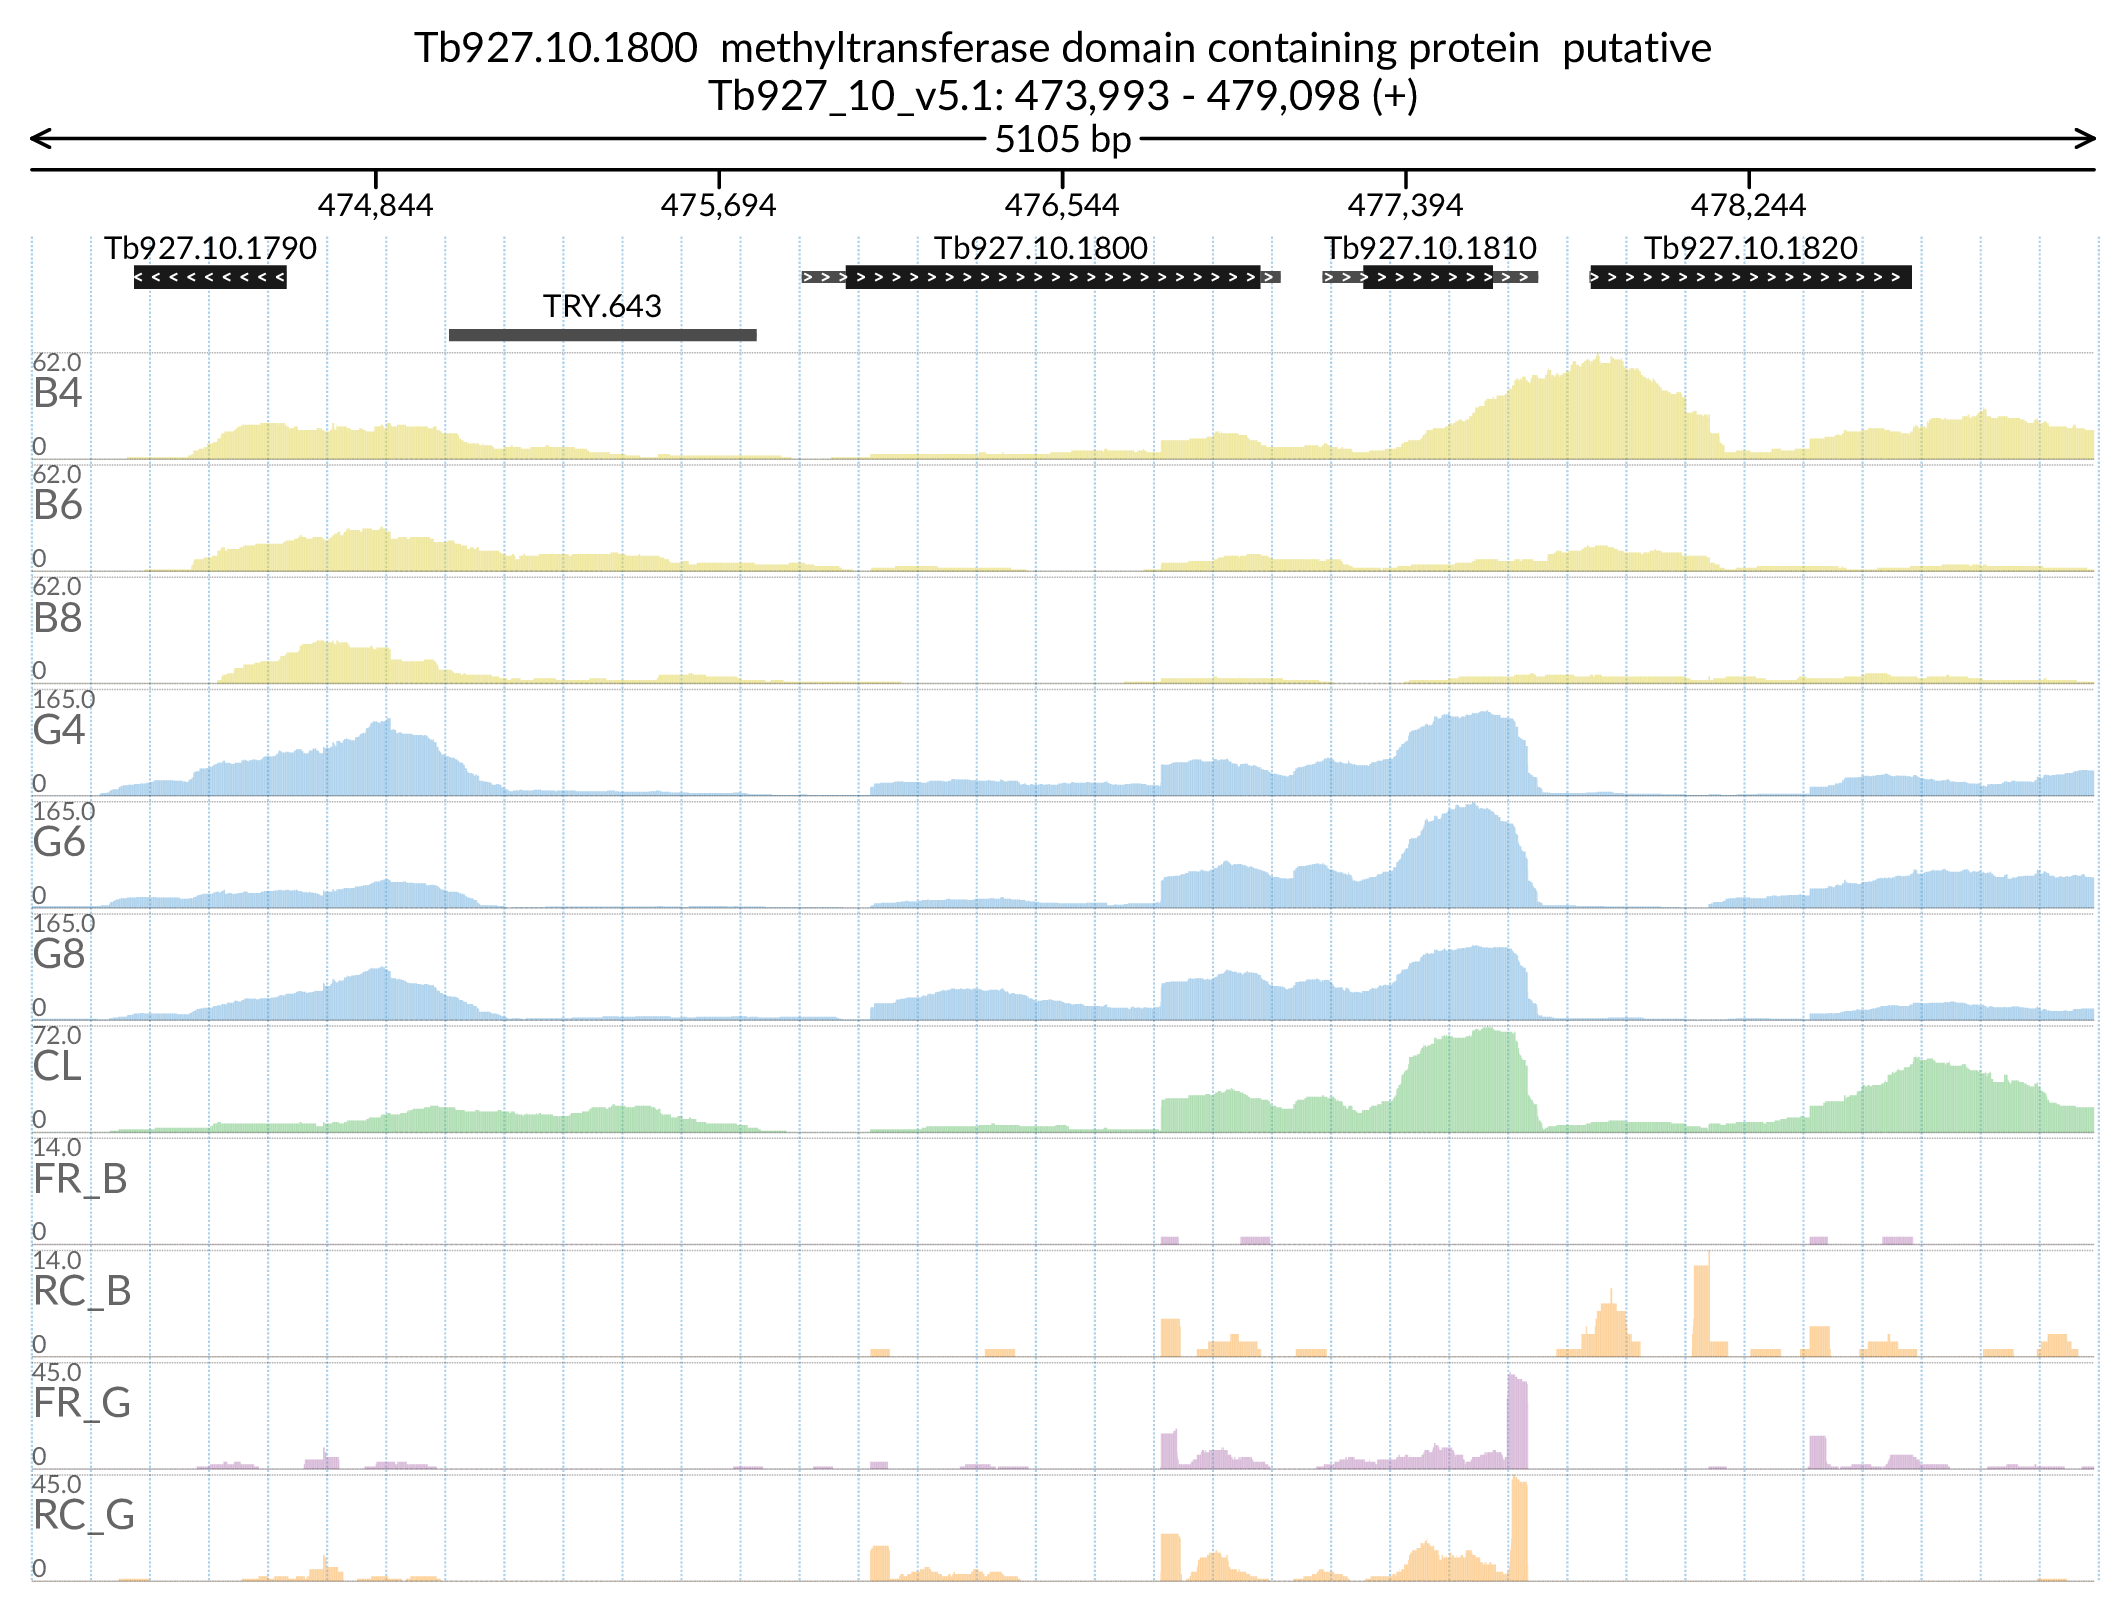 Tb927.10.1800  methyltransferase domain containing protein  putative
Tb927_10_v5.1: 473,993 - 479,098 (+)
5105 bp
474,844 475,694 476,544 477,394 478,244
Tb927.10.1790 Tb927.10.1800 Tb927.10.1810 Tb927.10.1820
TRY.643
62.0
B4
0
62.0
B6
0
62.0
B8
0
165.0
G4
0
165.0
G6
0
165.0
G8
0
72.0
CL
0
14.0
FR_B
0
14.0
RC_B
0
45.0
FR_G
0
45.0
RC_G
0